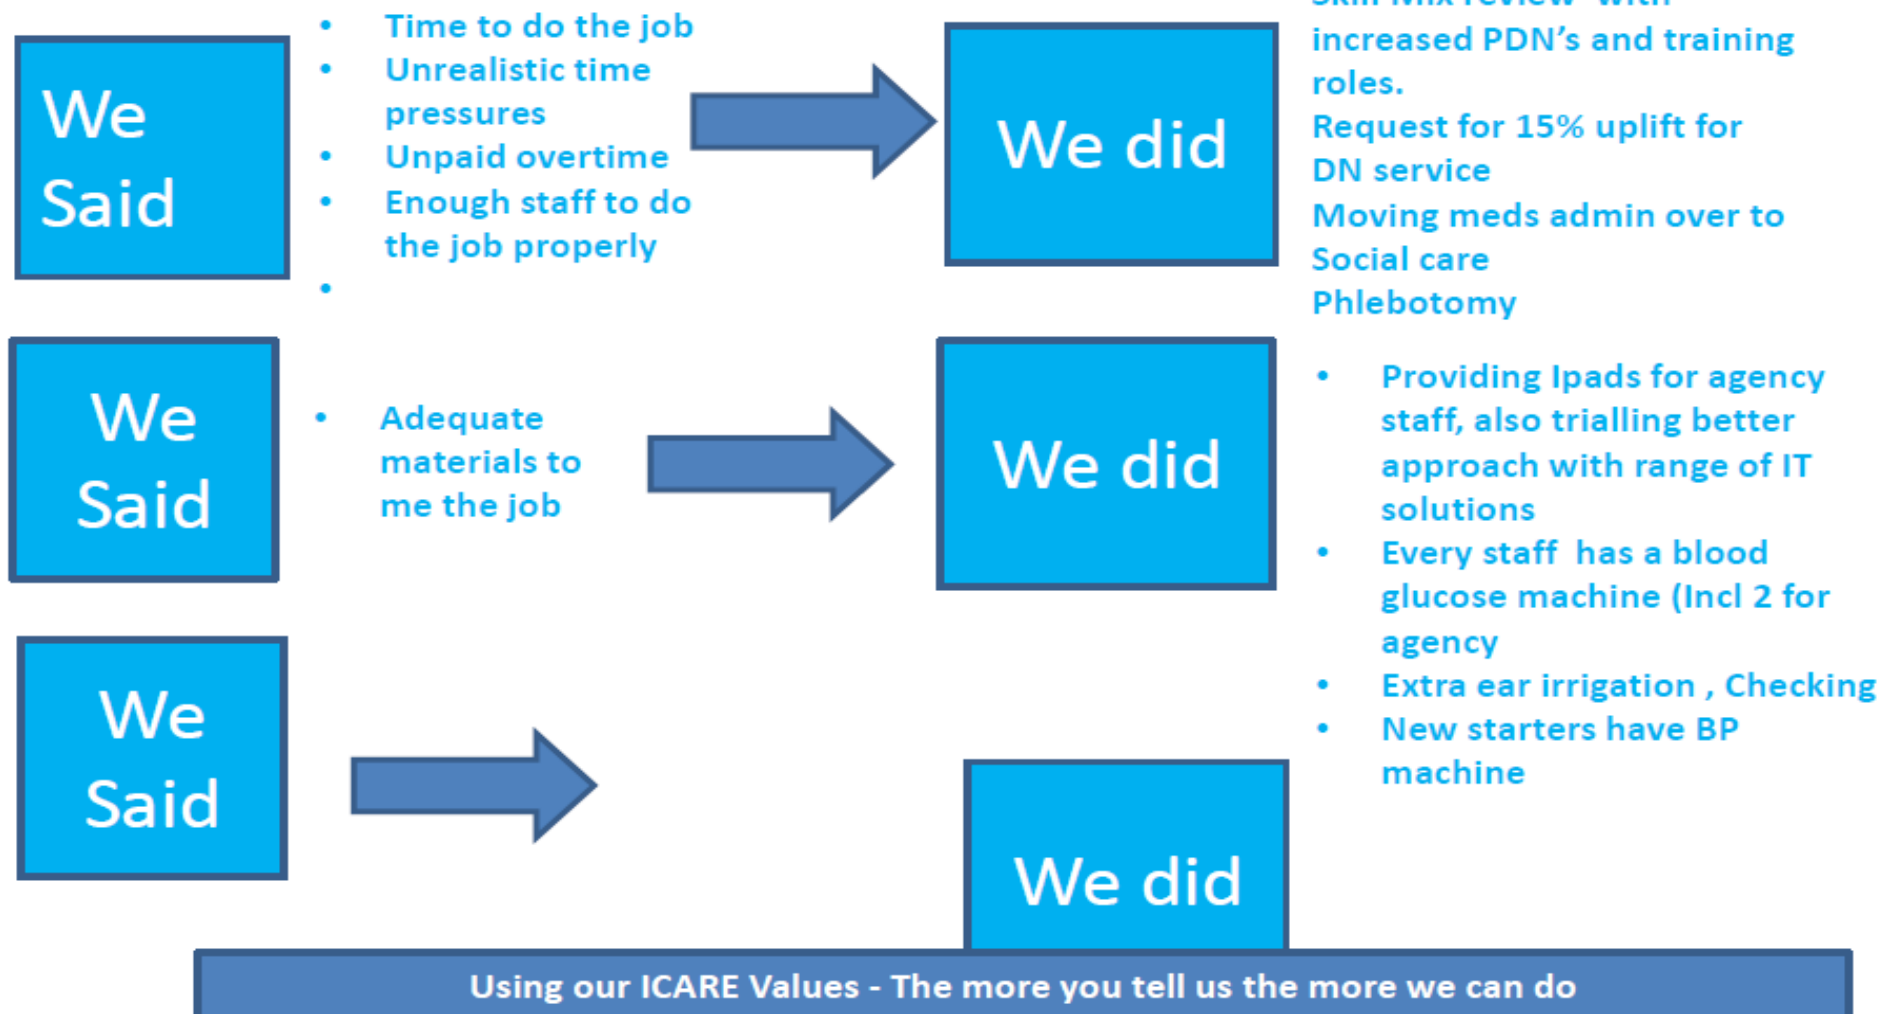 We
Said
• Time to do the job
• Unrealistic time
pressures
• Unpaid overtime
• Enough staff to do
the job properly
•
We did
Skill Mix review with
increased PDN's and training
roles.
Request for 15% uplift for
DN service
Moving meds admin over to
Social care
Phlebotomy
We
Said
• Adequate
materials to
me the job
We did
• Providing Ipads for agency
staff, also trialling better
approach with range of IT
solutions
• Every staff has a blood
glucose machine (Incl 2 for
agency
• Extra ear irrigation , Checking
• New starters have BP
machine
We
Said
We did
Using our ICARE Values - The more you tell us the more we can do